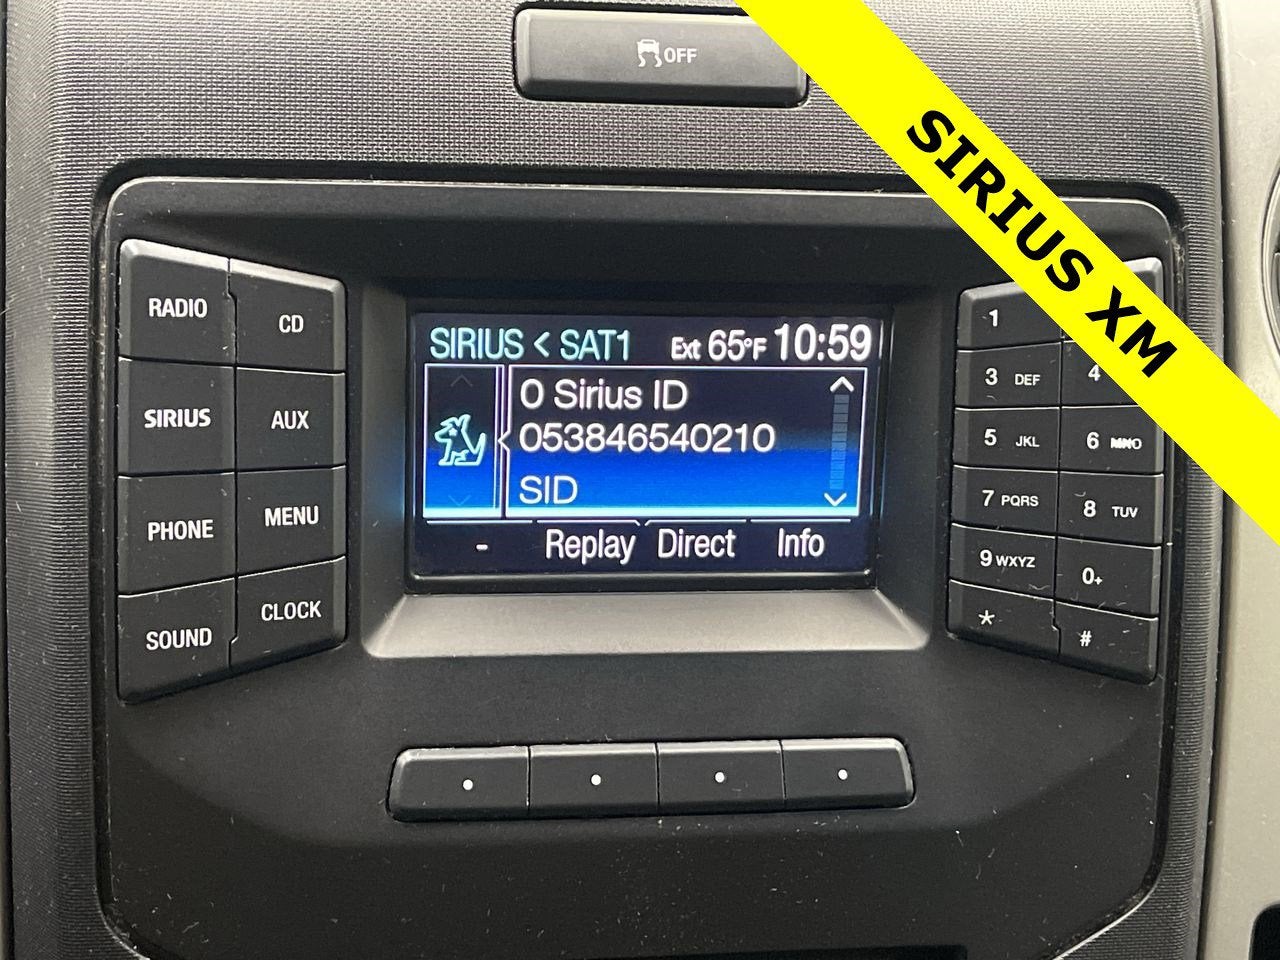 OFF
SIRIUS XM
RADIO
CD
SIRIUS
AUX
PHONE
MENU
SOUND
CLOCK
SIRIUS < SAT1 Ext 65°F 10:59
0 Sirius ID
053846540210
SID
- Replay Direct Info
1
3 DEF
4
5 JKL
6 MNO
7 PQRS
8 TUV
9 WXYZ
0+
*
#